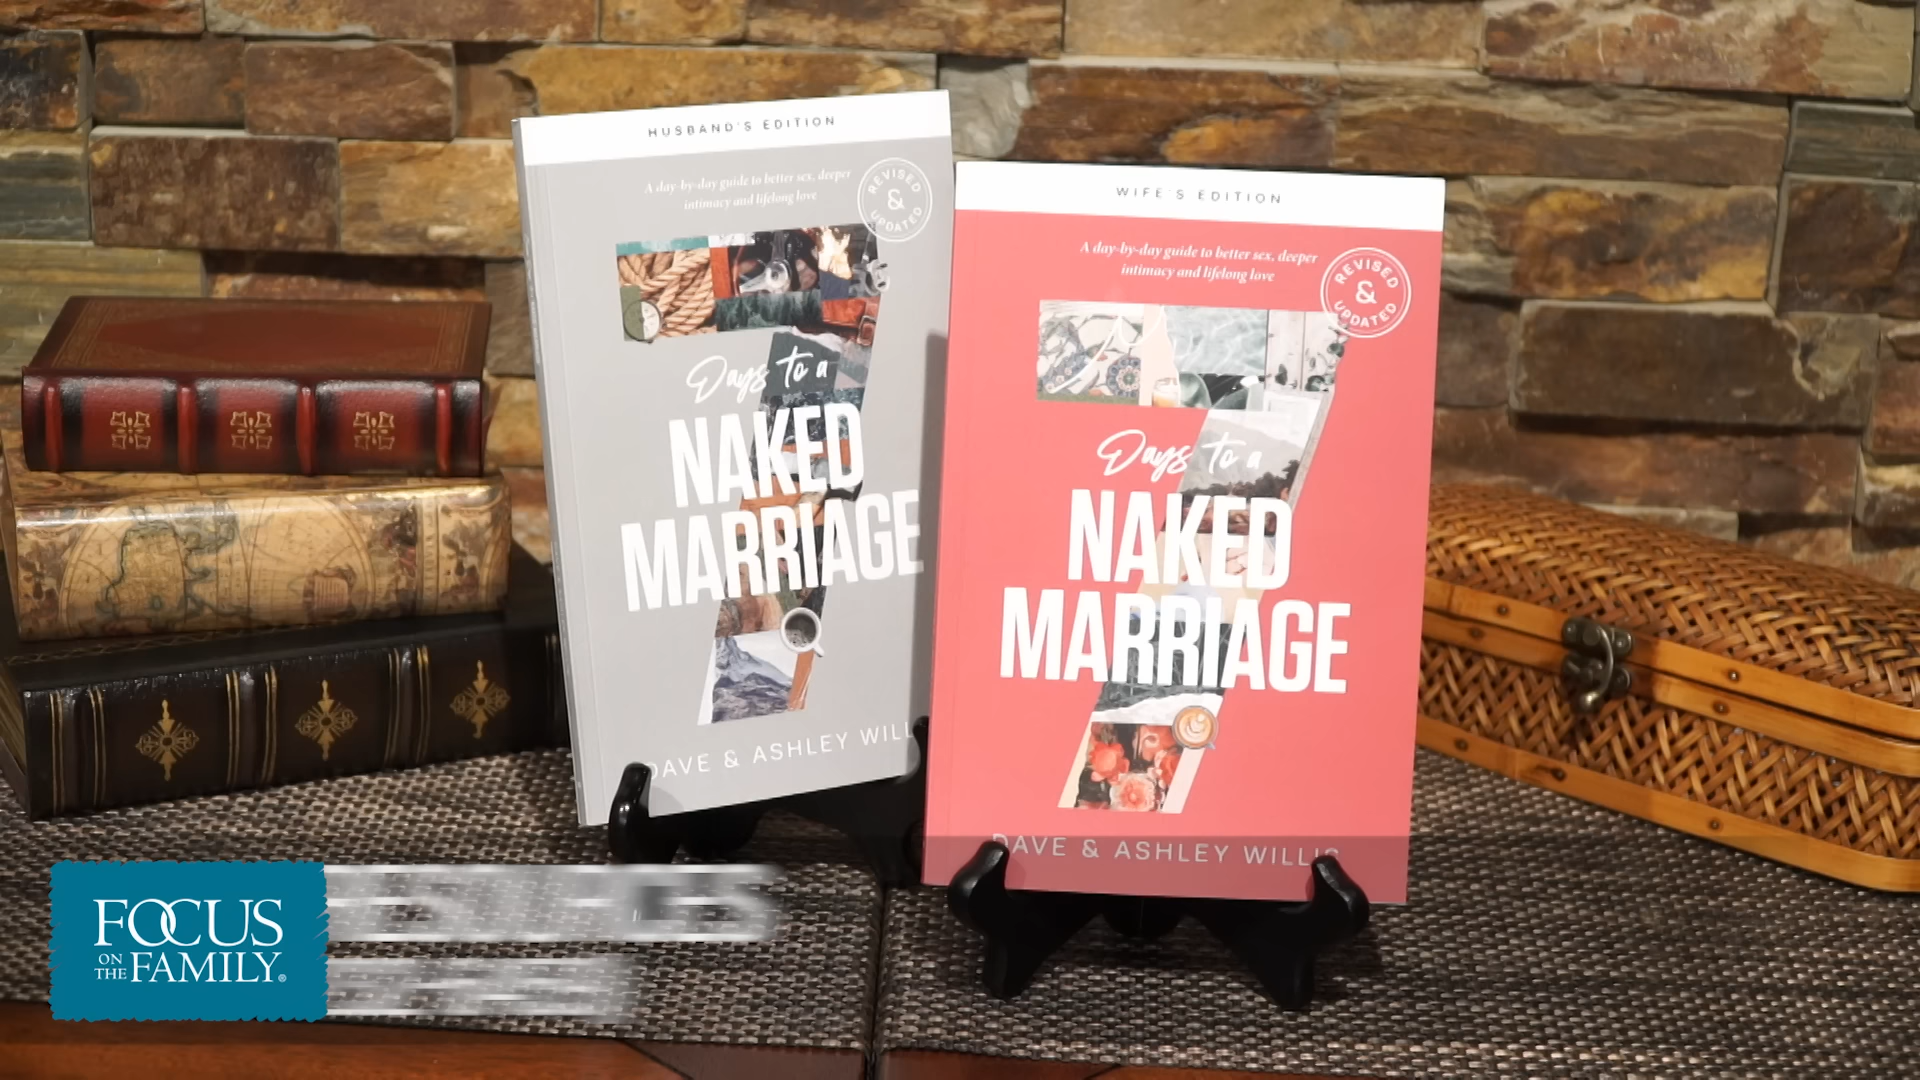 HUSBAND'S EDITION
A day-by-day guide to better sex, deeper
intimacy and lifelong love
REVISED
&
UPDATED
7
Days to a
NAKED
MARRIAGE
DAVE & ASHLEY WILL
WIFE'S EDITION
A day-by-day guide to better sex, deeper
intimacy and lifelong love
REVISED
&
UPDATED
7
Days to a
NAKED
MARRIAGE
DAVE & ASHLEY WILLIS
FOCUS
ON
THE FAMILY®